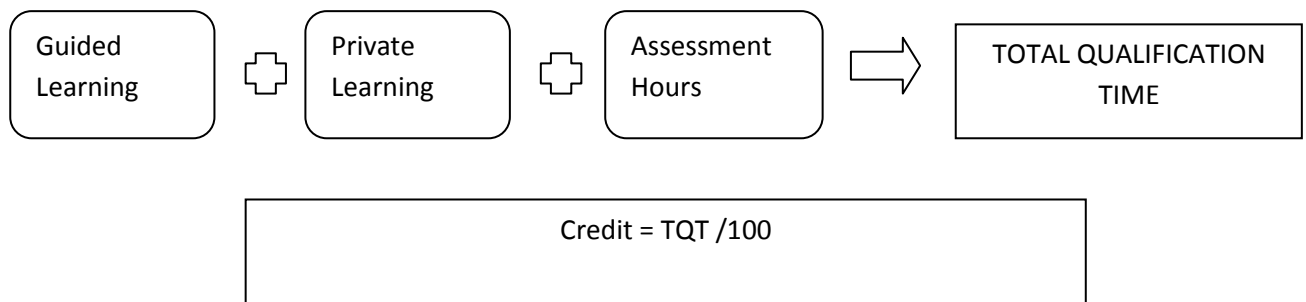 Guided
Learning
Private
Learning
Assessment
Hours
TOTAL QUALIFICATION
TIME
Credit = TQT /100